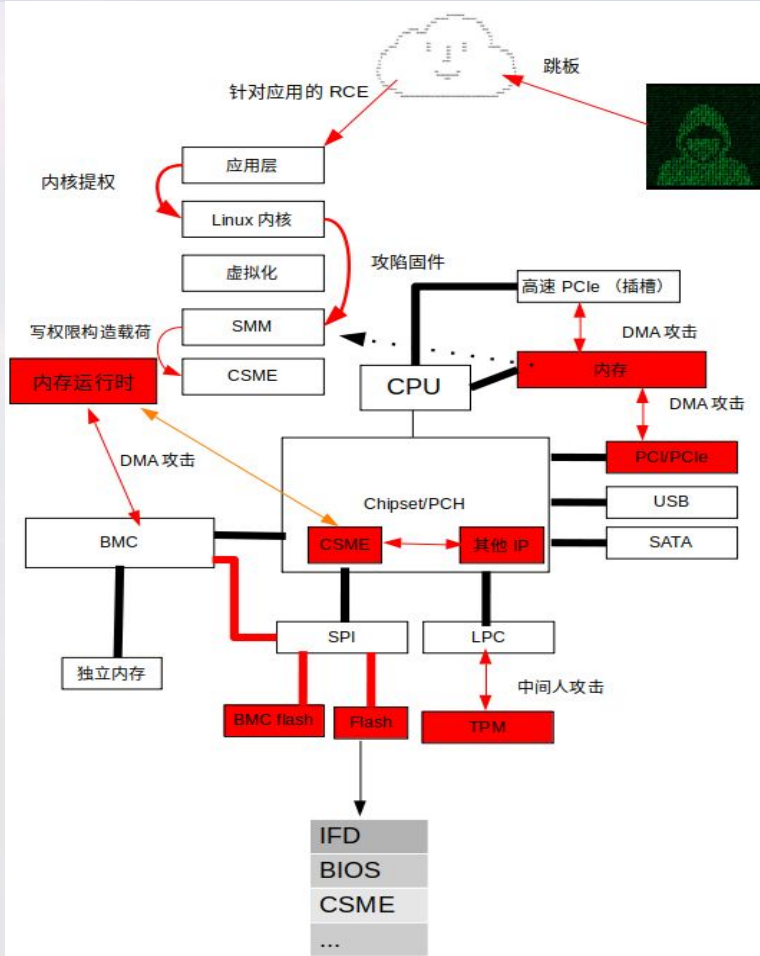 跳板
针对应用的 RCE
应用层
内核提权
Linux 内核
攻陷固件
虚拟化
高速 PCIe （插槽）
写权限构造载荷
SMM
DMA 攻击
内存运行时
CSME
CPU
内存
DMA 攻击
DMA 攻击
PCI/PCIe
Chipset/PCH
USB
BMC
CSME
其他 IP
SATA
SPI
LPC
独立内存
中间人攻击
BMC flash
Flash
TPM
IFD
BIOS
CSME
...